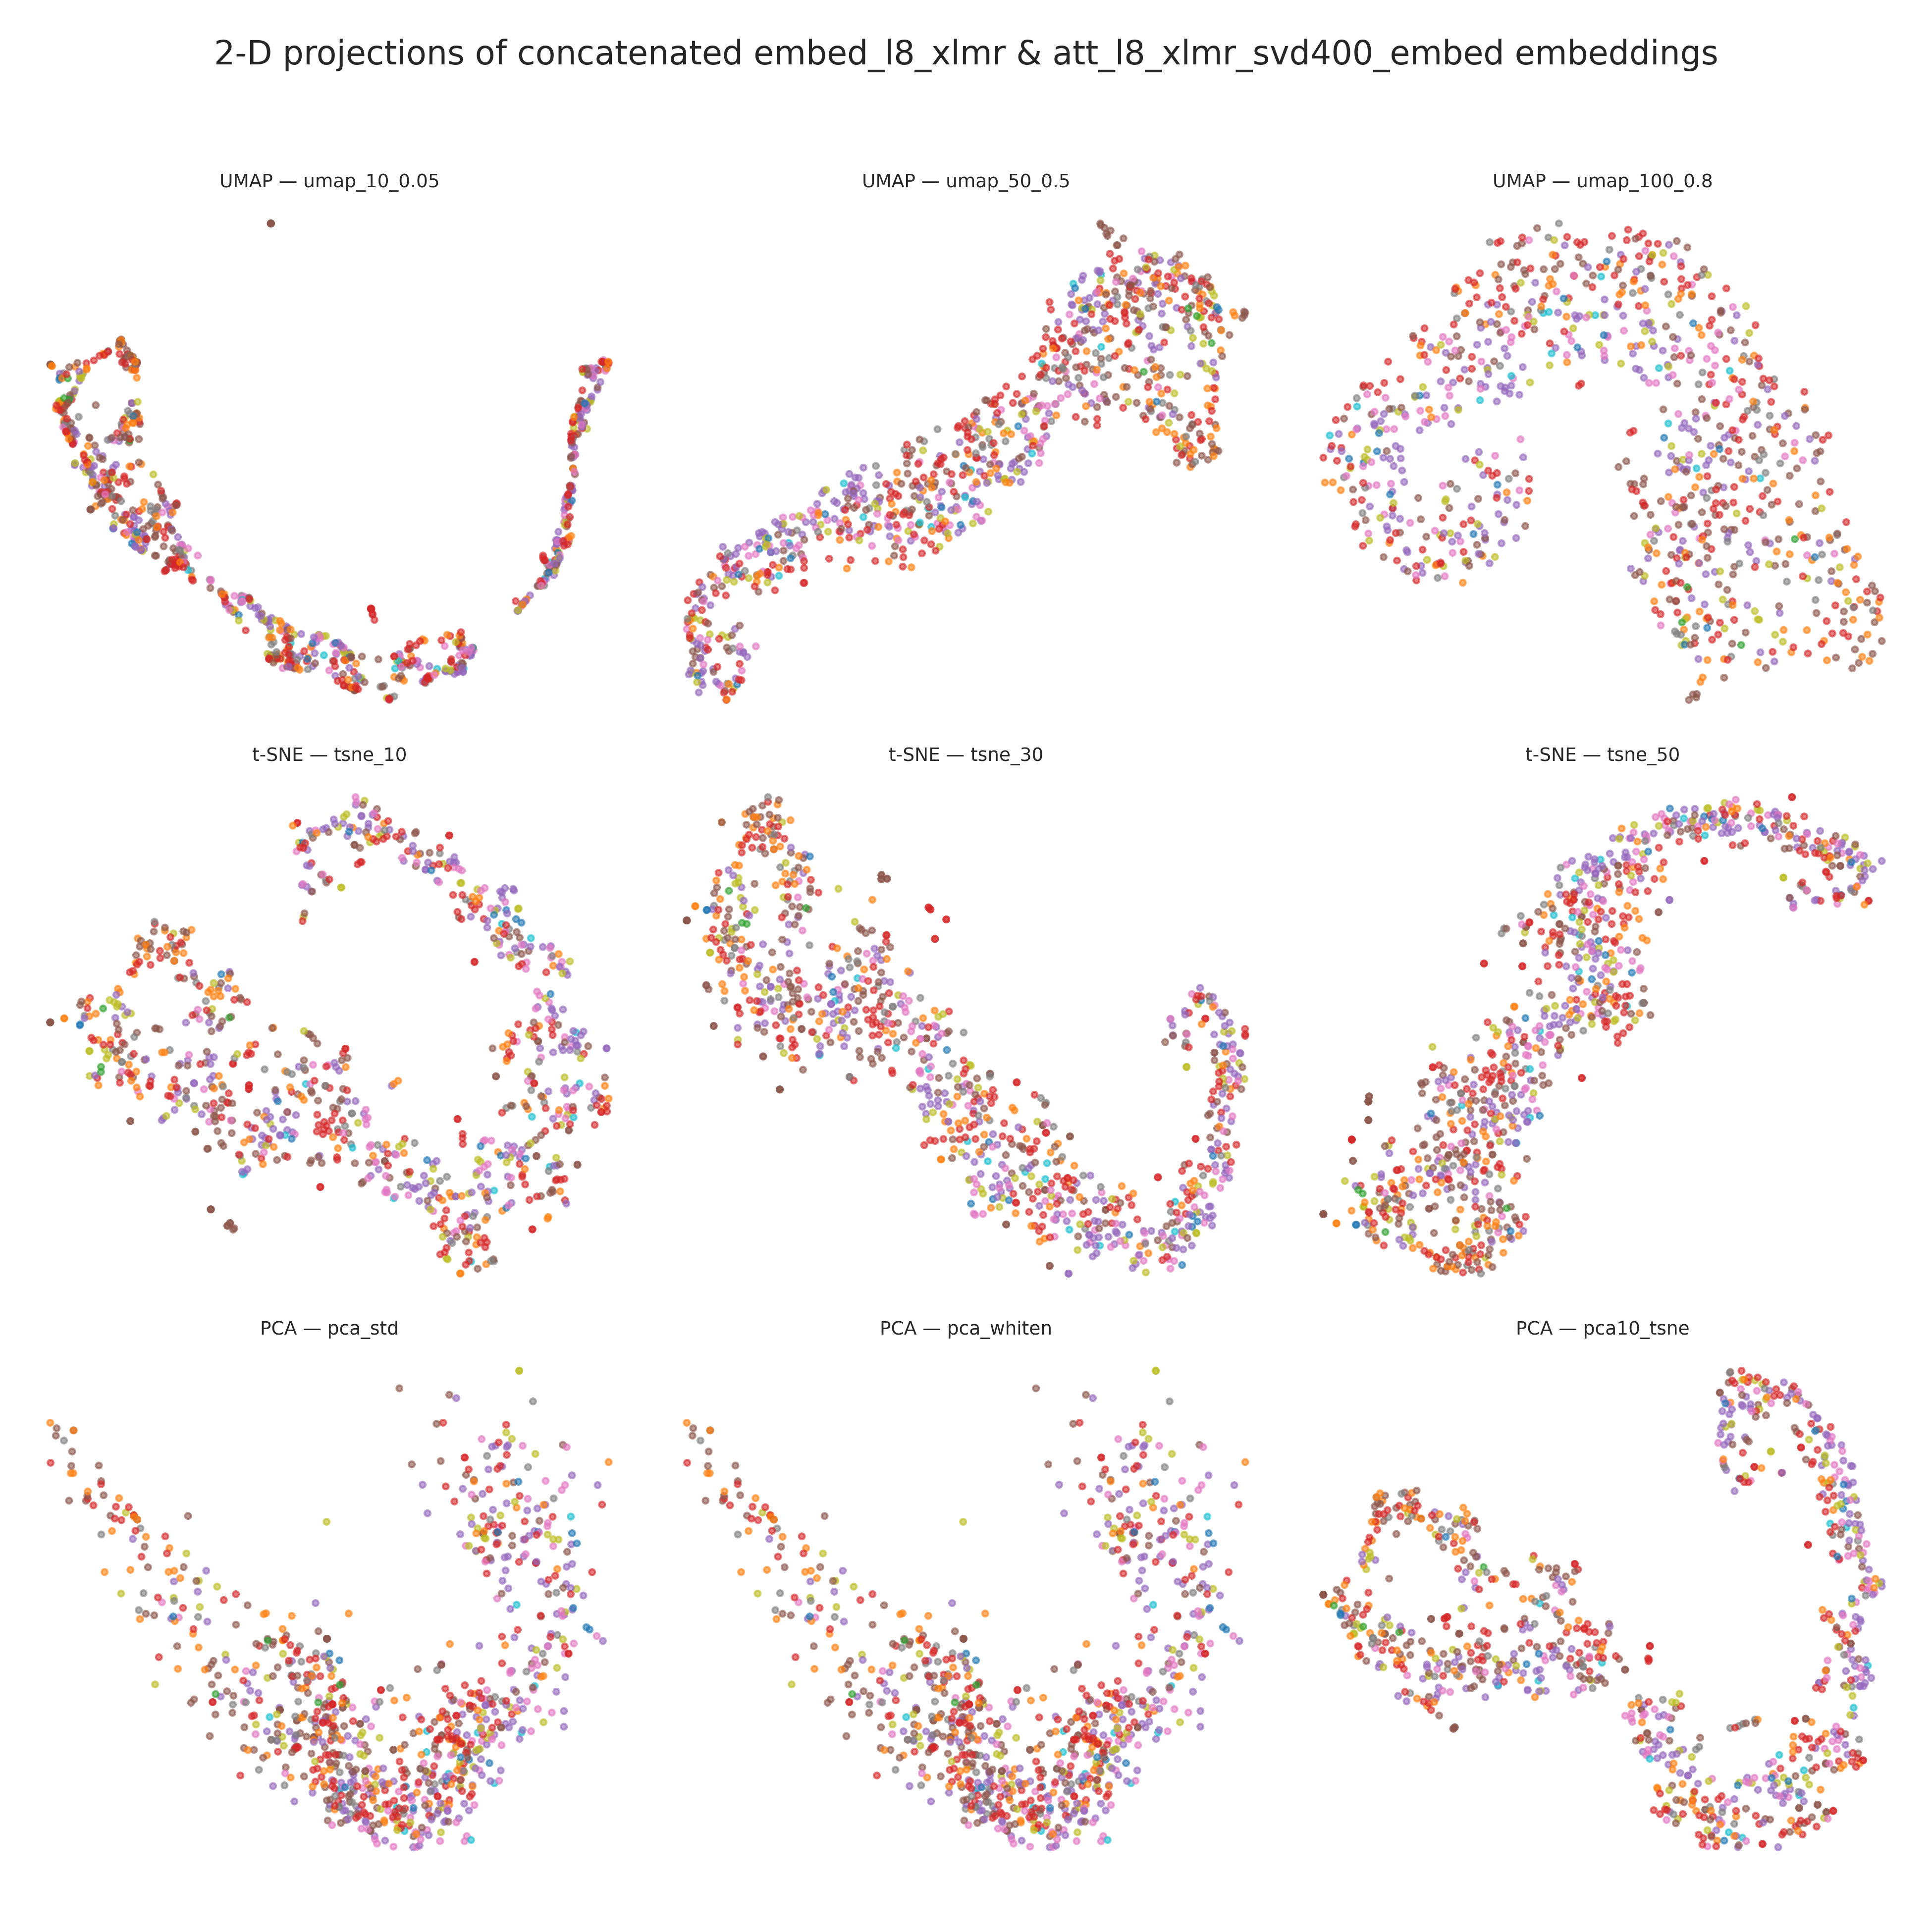 2-D projections of concatenated embed_l8_xlmr & att_l8_xlmr_svd400_embed embeddings
UMAP — umap_10_0.05
UMAP — umap_50_0.5
UMAP — umap_100_0.8
t-SNE — tsne_10
t-SNE — tsne_30
t-SNE — tsne_50
PCA — pca_std
PCA — pca_whiten
PCA — pca10_tsne